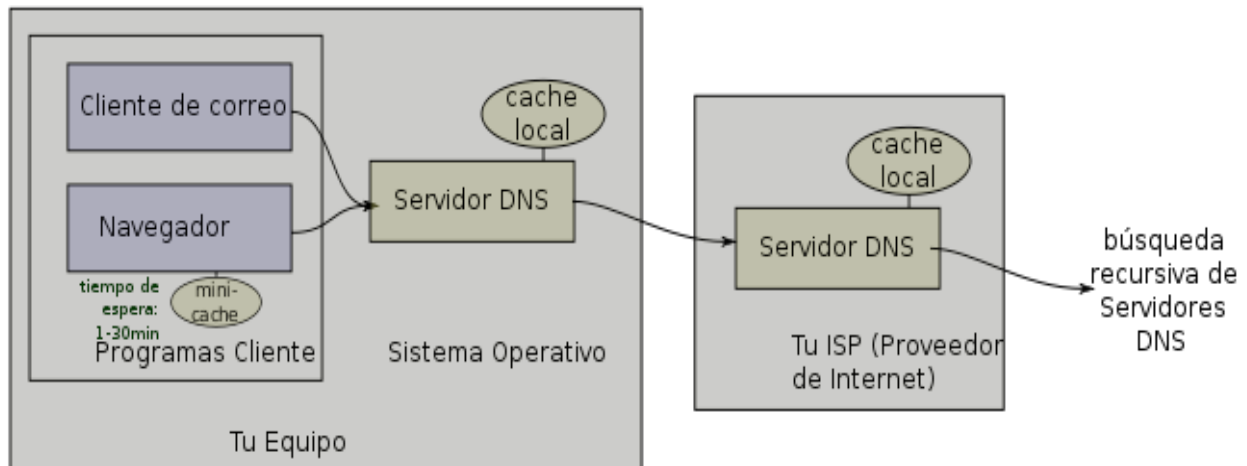 Cliente de correo
Navegador
tiempo de
espera:
1-30min
mini-
cache
Programas Cliente
cache
local
Servidor DNS
Sistema Operativo
Tu Equipo
cache
local
Servidor DNS
Tu ISP (Proveedor
de Internet)
búsqueda
recursiva de
Servidores
DNS